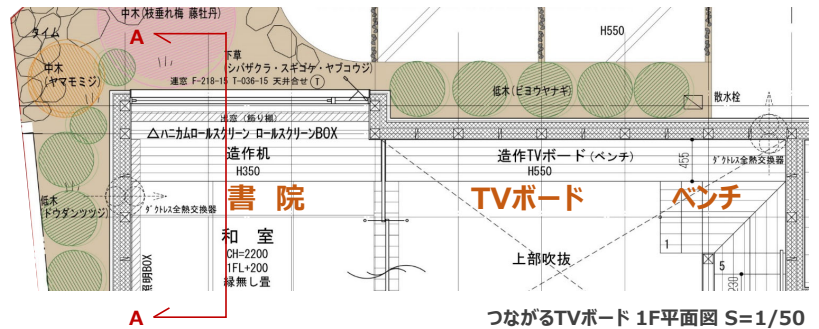 中木(枝垂れ梅 藤牡丹)
タイム
A
H550
中木
(ヤマモミジ)
下草
(シバザクラ・スギゴケ・ヤブコウジ)
連窓 F-218-15 T-036-15 天井合せ T
低木(ビヨウヤナギ)
散水栓
出窓 (飾り棚)
△ハニカムロールスクリーン ロールスクリーンBOX
造作机
H350
造作TVボード(ベンチ)
H550
455
ダクトレス全熱交換器
低木
(ドウダンツツジ)
ダクトレス全熱交換器
書 院
TVボード
ベンチ
和 室
CH=2200
1FL+200
縁無し畳
照明BOX
上部吹抜
1
5
230
A
つながるTVボード 1F平面図 S=1/50